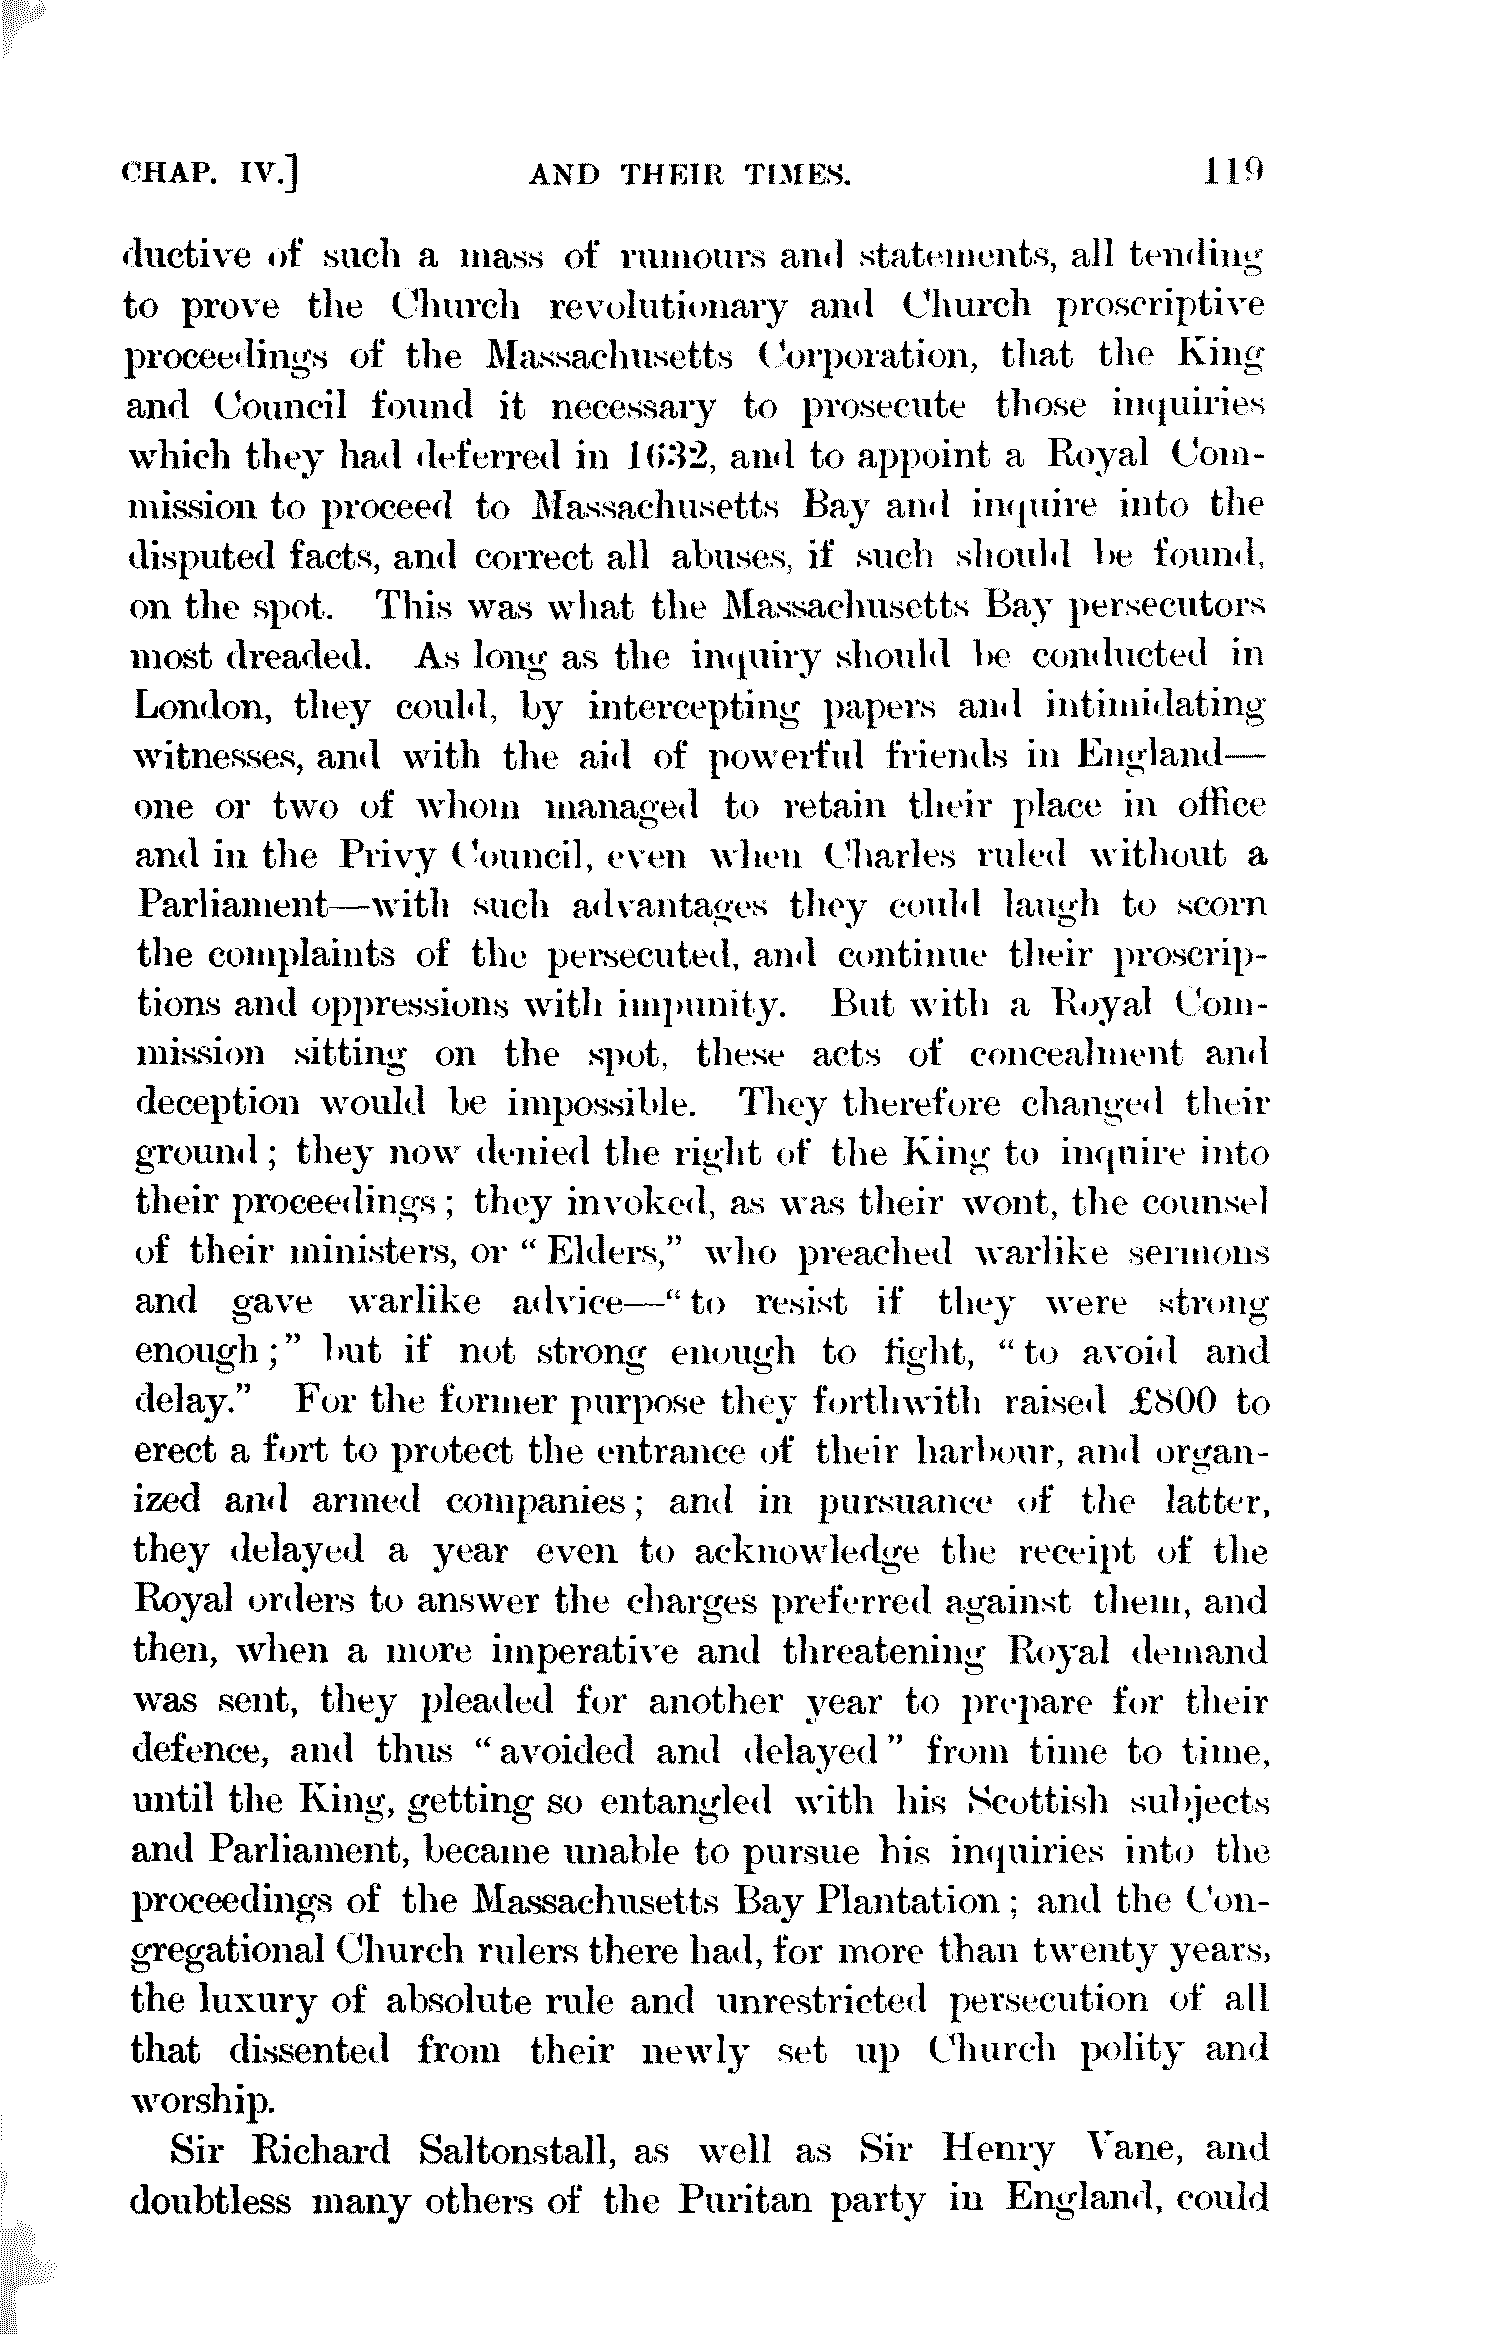 CHAP. IV.] AND THEIR TIMES. 119
ductive of such a mass of rumours and statements, all tending
to prove the Church revolutionary and Church proscriptive
proceedings of the Massachusetts Corporation, that the King
and Council found it necessary to prosecute those inquiries
which they had deferred in 1632, and to appoint a Royal Com-
mission to proceed to Massachusetts Bay and inquire into the
disputed facts, and correct all abuses, if such should be found,
on the spot. This was what the Massachusetts Bay persecutors
most dreaded. As long as the inquiry should be conducted in
London, they could, by intercepting papers and intimidating
witnesses, and with the aid of powerful friends in England—
one or two of whom managed to retain their place in office
and in the Privy Council, even when Charles ruled without a
Parliament—with such advantages they could laugh to scorn
the complaints of the persecuted, and continue their proscrip-
tions and oppressions with impunity. But with a Royal Com-
mission sitting on the spot, these acts of concealment and
deception would be impossible. They therefore changed their
ground; they now denied the right of the King to inquire into
their proceedings; they invoked, as was their wont, the counsel
of their ministers, or "Elders," who preached warlike sermons
and gave warlike advice—"to resist if they were strong
enough;" but if not strong enough to fight, "to avoid and
delay." For the former purpose they forthwith raised £800 to
erect a fort to protect the entrance of their harbour, and organ-
ized and armed companies; and in pursuance of the latter,
they delayed a year even to acknowledge the receipt of the
Royal orders to answer the charges preferred against them, and
then, when a more imperative and threatening Royal demand
was sent, they pleaded for another year to prepare for their
defence, and thus "avoided and delayed" from time to time,
until the King, getting so entangled with his Scottish subjects
and Parliament, became unable to pursue his inquiries into the
proceedings of the Massachusetts Bay Plantation; and the Con-
gregational Church rulers there had, for more than twenty years,
the luxury of absolute rule and unrestricted persecution of all
that dissented from their newly set up Church polity and
worship.
Sir Richard Saltonstall, as well as Sir Henry Vane, and
doubtless many others of the Puritan party in England, could